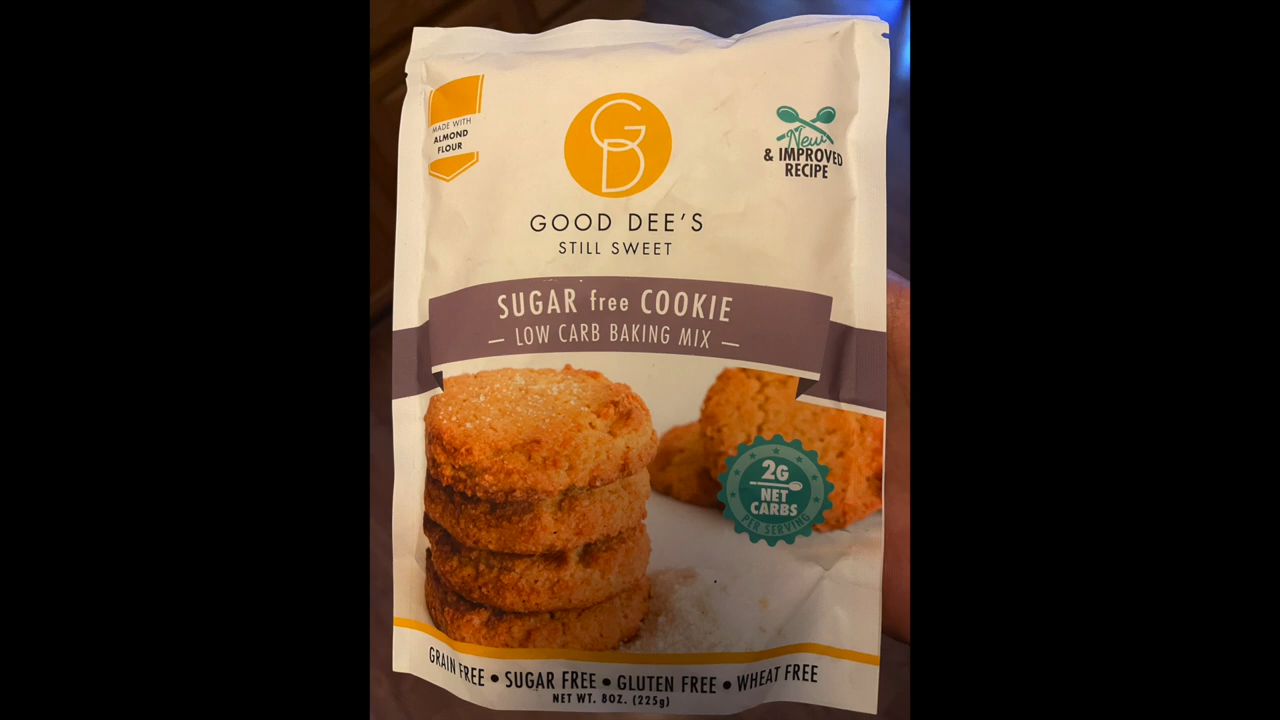 MADE WITH
ALMOND
FLOUR
GD
New
& IMPROVED
RECIPE
GOOD DEE'S
STILL SWEET
SUGAR free COOKIE
— LOW CARB BAKING MIX —
2G
NET
CARBS
PER SERVING
GRAIN FREE • SUGAR FREE • GLUTEN FREE • WHEAT FREE
NET WT. 8OZ. (225g)